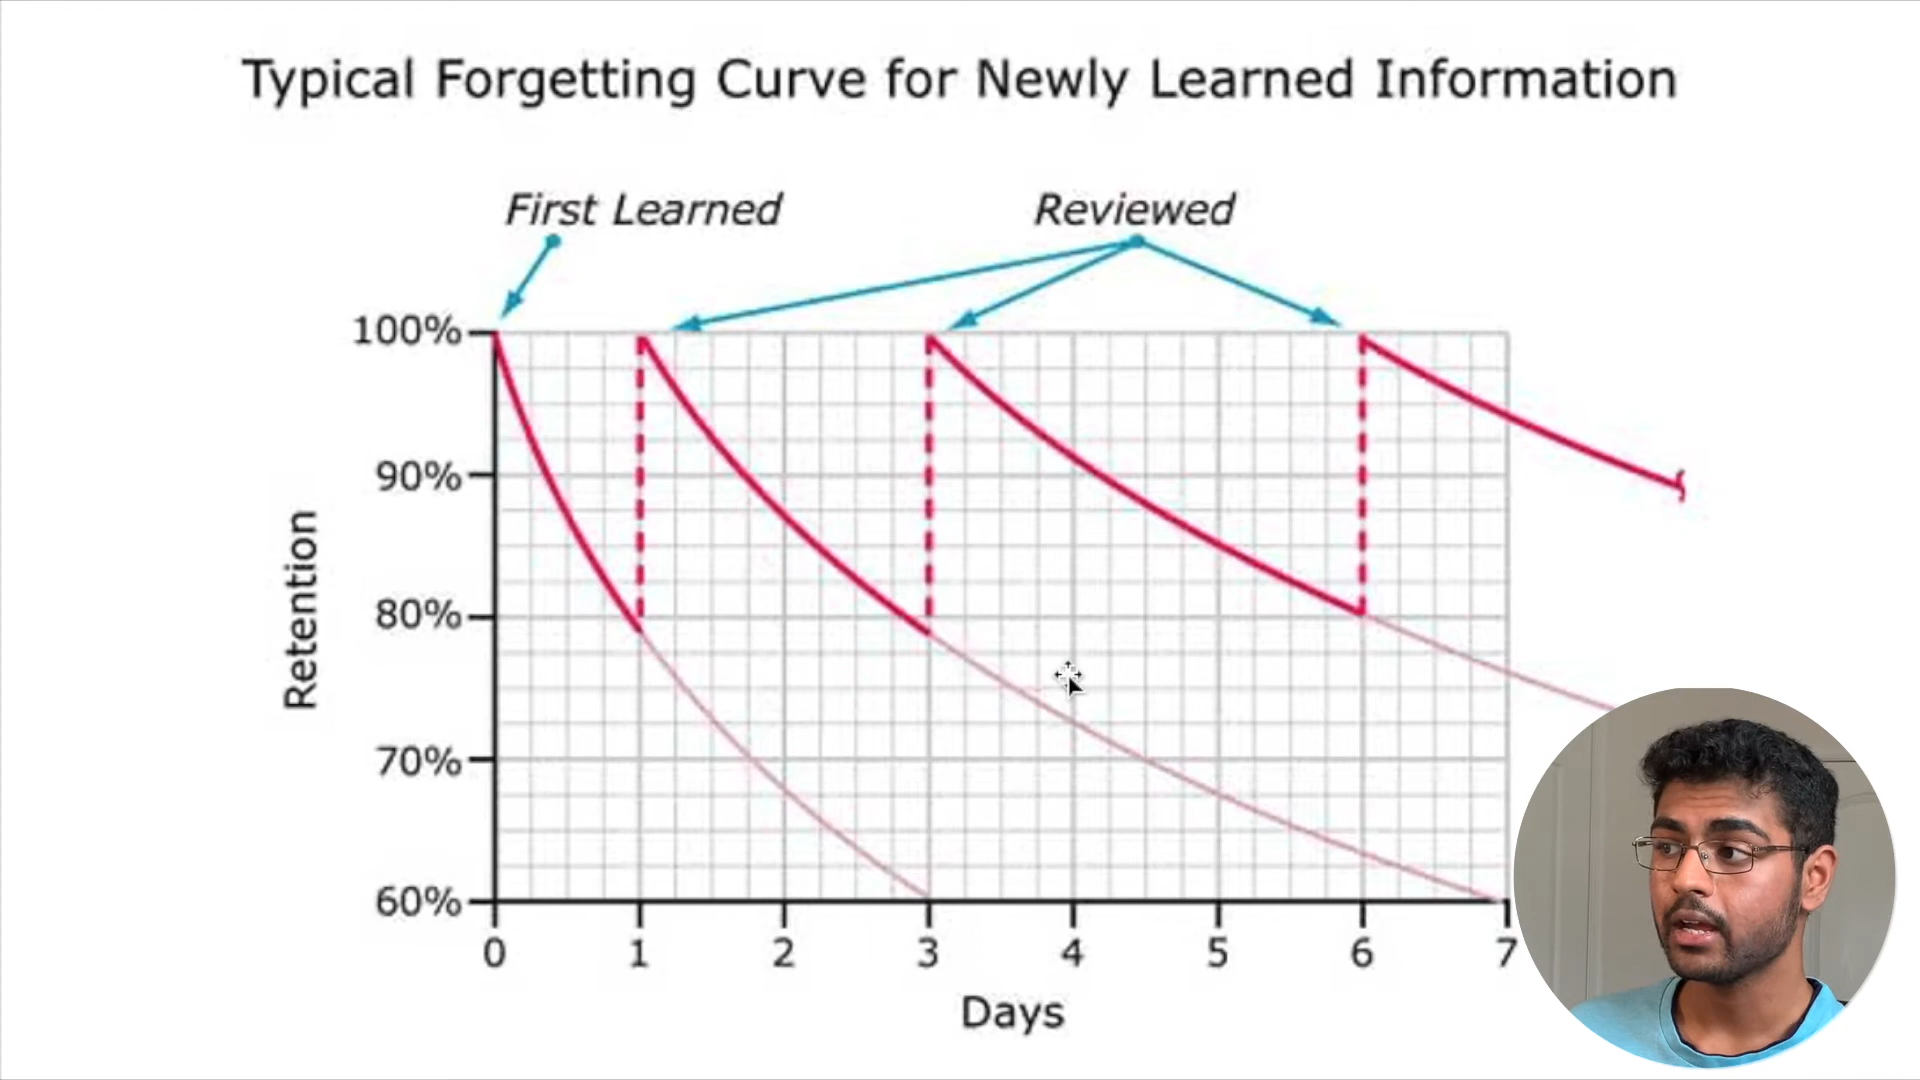 Typical Forgetting Curve for Newly Learned Information
First Learned
Reviewed
100%
90%
80%
70%
60%
Retention
0 1 2 3 4 5 6 7
Days